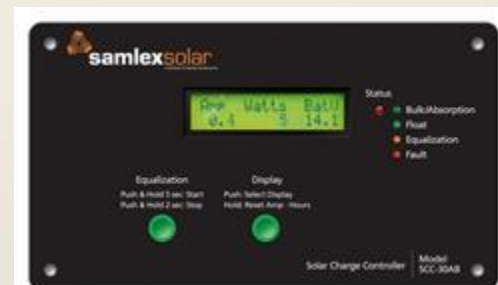 samlexsolar
Amp Watts BatV
0.4 5 14.1
Status
Bulk/Absorption
Float
Equalization
Fault
Equalization
Push & Hold 5 sec: Start
Push & Hold 2 sec: Stop
Display
Push: Select Display
Hold: Reset Amp - Hours
Solar Charge Controller
Model
SCC-30AB